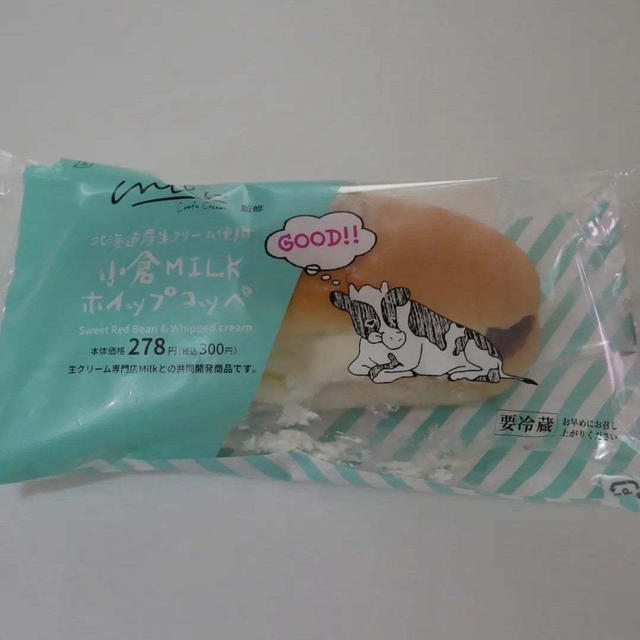 監修
北海道産生クリーム使用
小倉MILK
ホイップコッペ
Sweet Red Bean & Whipped cream
本体価格278円(税込300円)
生クリーム専門店Milkとの共同開発商品です。
GOOD!!
要冷蔵
お早めにお召し
上がりください